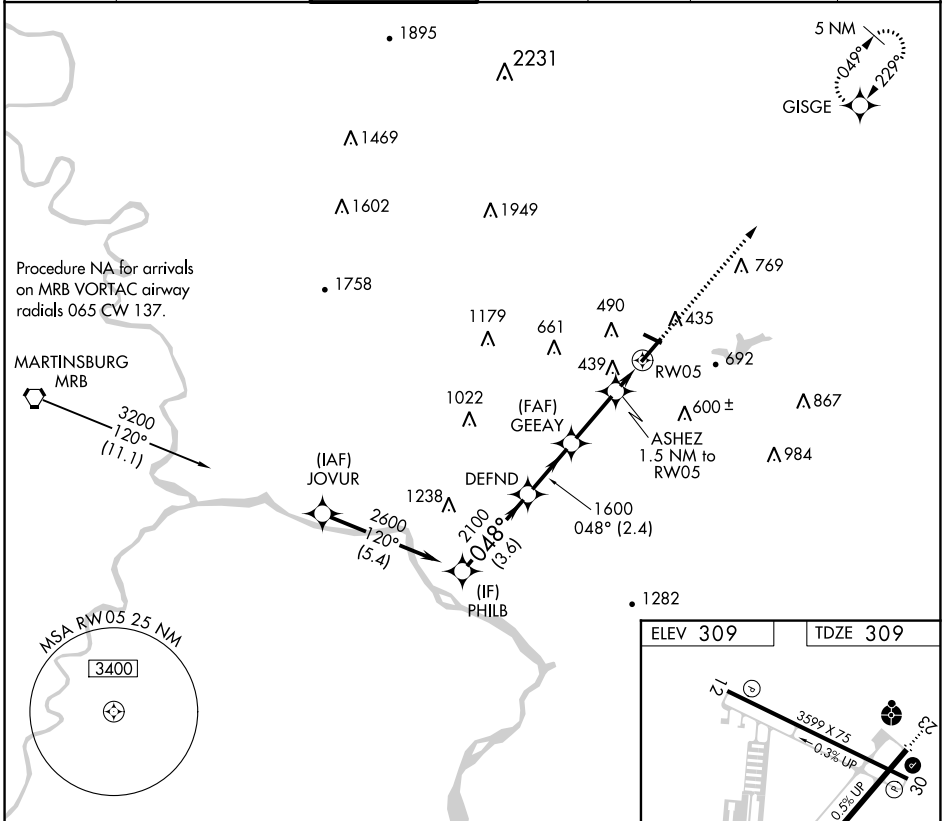 1895
2231
5 NM
049°
229°
GISGE
1469
1602
1949
Procedure NA for arrivals
on MRB VORTAC airway
radials 065 CW 137.
1758
769
1179
661
490
435
439
RW05
692
MARTINSBURG
MRB
3200
120°
(11.1)
1022
(FAF)
GEEAY
600 ±
867
ASHEZ
1.5 NM to
RW05
984
(IAF)
JOVUR
DEFND
1238
2600
120°
(5.4)
2100
048°
(3.6)
1600
048° (2.4)
(IF)
PHILB
1282
MSA RW05 25 NM
3400
ELEV 309
TDZE 309
12
P
3599 X 75
0.3% UP
23
P
P
30
0.5% UP